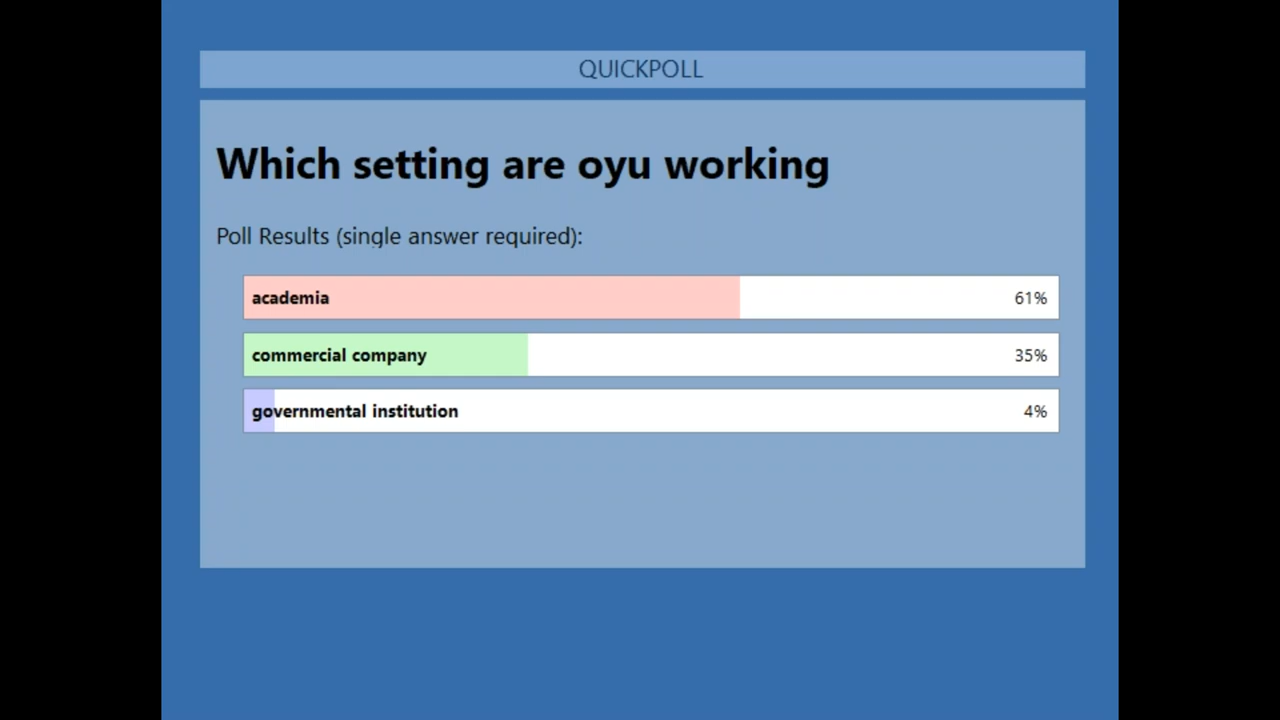 QUICKPOLL
Which setting are oyu working
Poll Results (single answer required):
academia 61%
commercial company 35%
governmental institution 4%